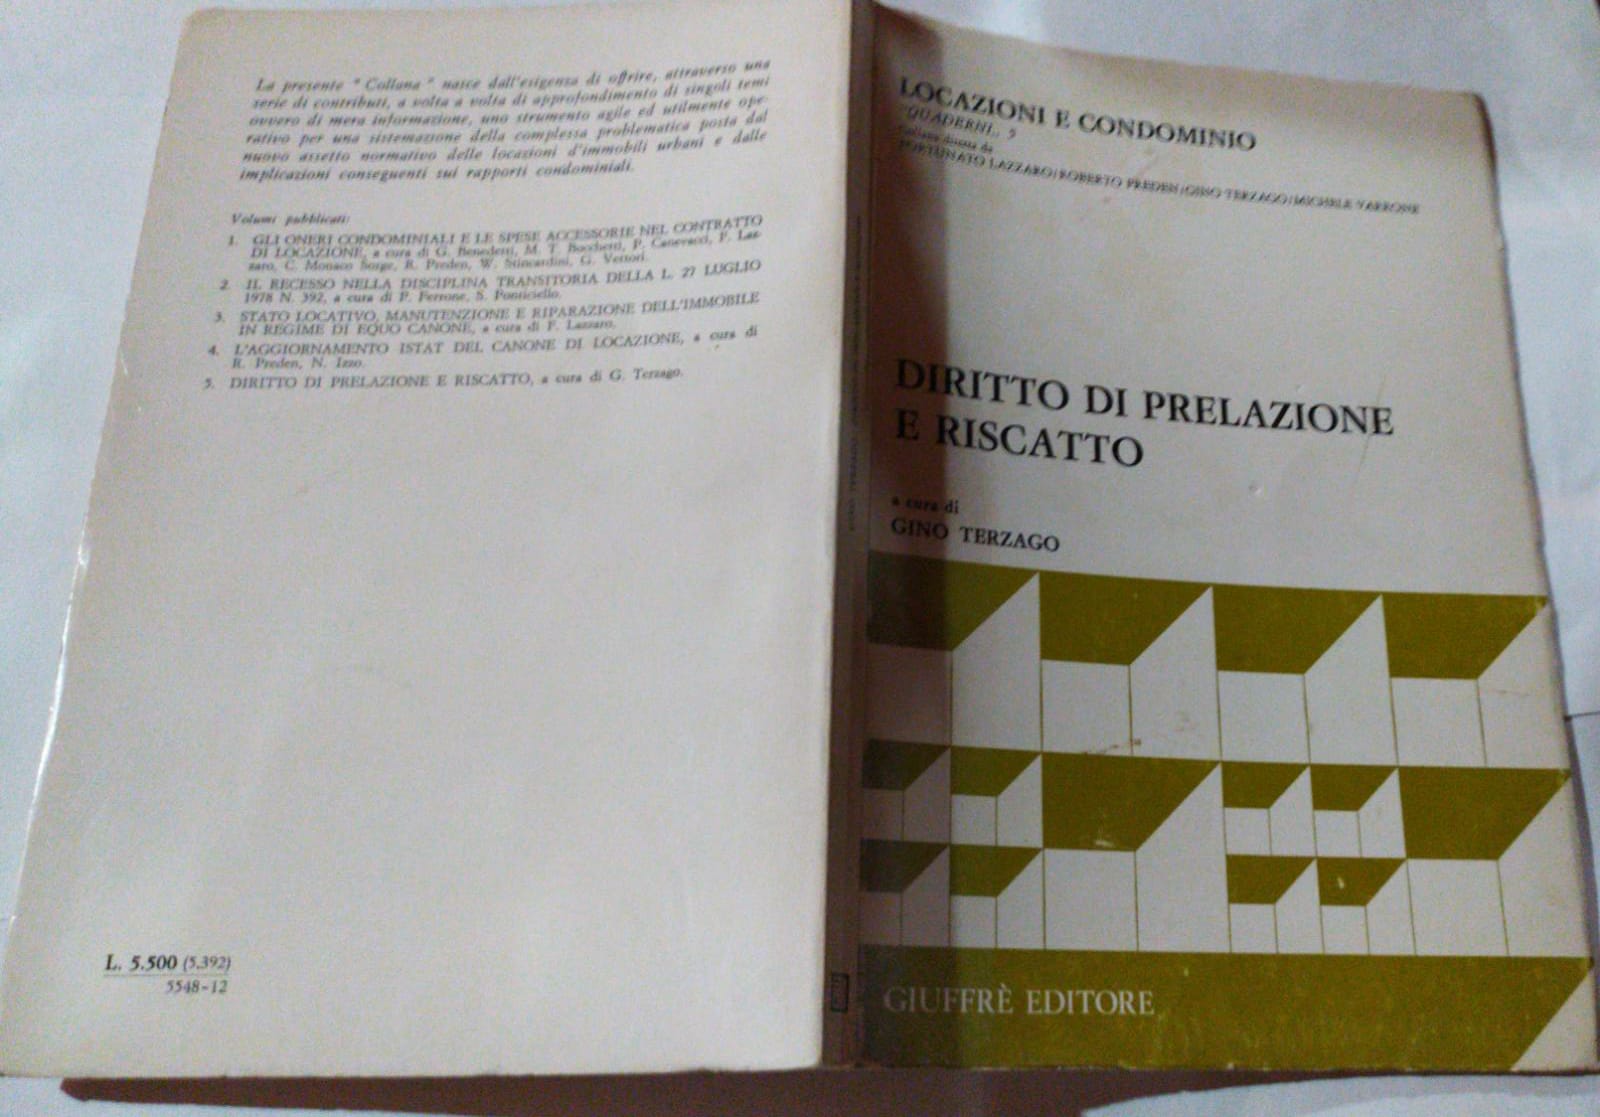 La presente " Collana " nasce dall'esigenza di offrire, attraverso una
serie di contributi, a volta a volta di approfondimento di singoli temi
ovvero di mera informazione, uno strumento agile ed utilmente ope-
rativo per una sistemazione della complessa problematica posta dal
nuovo assetto normativo delle locazioni d'immobili urbani e dalle
implicazioni conseguenti sui rapporti condominiali.
Volumi pubblicati:
1. GLI ONERI CONDOMINIALI E LE SPESE ACCESSORIE NEL CONTRATTO
DI LOCAZIONE, a cura di G. Benedetti, M. T. Bocchetti, P. Canevacci, F. Laz-
zaro, C. Monaco Sorge, R. Preden, W. Stincardini, G. Vettori.
2. IL RECESSO NELLA DISCIPLINA TRANSITORIA DELLA L. 27 LUGLIO
1978 N. 392, a cura di P. Ferrone, S. Ponticiello.
3. STATO LOCATIVO, MANUTENZIONE E RIPARAZIONE DELL'IMMOBILE
IN REGIME DI EQUO CANONE, a cura di F. Lazzaro.
4. L'AGGIORNAMENTO ISTAT DEL CANONE DI LOCAZIONE, a cura di
R. Preden, N. Izzo.
5. DIRITTO DI PRELAZIONE E RISCATTO, a cura di G. Terzago.
L. 5.500 (5.392)
5548-12
LOCAZIONI E CONDOMINIO
"QUADERNI,, 5
Collana diretta da
FORTUNATO LAZZARO/ROBERTO PREDEN/GINO TERZAGO/MICHELE VARRONE
DIRITTO DI PRELAZIONE
E RISCATTO
a cura di
GINO TERZAGO
GIUFFRÈ EDITORE